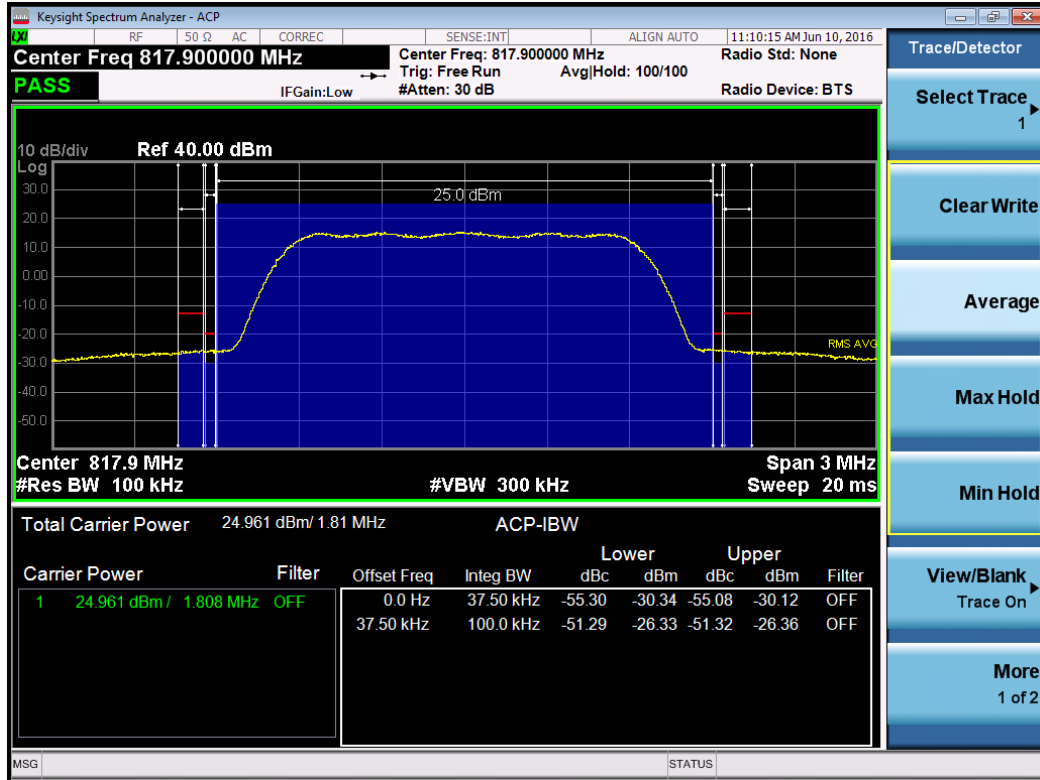 Keysight Spectrum Analyzer - ACP
LXI RF 50 Ω AC CORREC SENSE:INT ALIGN AUTO 11:10:15 AM Jun 10, 2016
Center Freq 817.900000 MHz
Center Freq: 817.900000 MHz Radio Std: None
Trig: Free Run Avg|Hold: 100/100
PASS IFGain:Low #Atten: 30 dB Radio Device: BTS
10 dB/div Ref 40.00 dBm
Log
30.0
25.0 dBm
20.0
10.0
0.00
-10.0
-20.0
RMS AVG
-30.0
-40.0
-50.0
Center 817.9 MHz Span 3 MHz
#Res BW 100 kHz #VBW 300 kHz Sweep 20 ms
Total Carrier Power 24.961 dBm/ 1.81 MHz ACP-IBW
Lower Upper
Carrier Power Filter Offset Freq Integ BW dBc dBm dBc dBm Filter
1 24.961 dBm / 1.808 MHz OFF 0.0 Hz 37.50 kHz -55.30 -30.34 -55.08 -30.12 OFF
37.50 kHz 100.0 kHz -51.29 -26.33 -51.32 -26.36 OFF
MSG STATUS
Trace/Detector
Select Trace
1
Clear Write
Average
Max Hold
Min Hold
View/Blank
Trace On
More
1 of 2